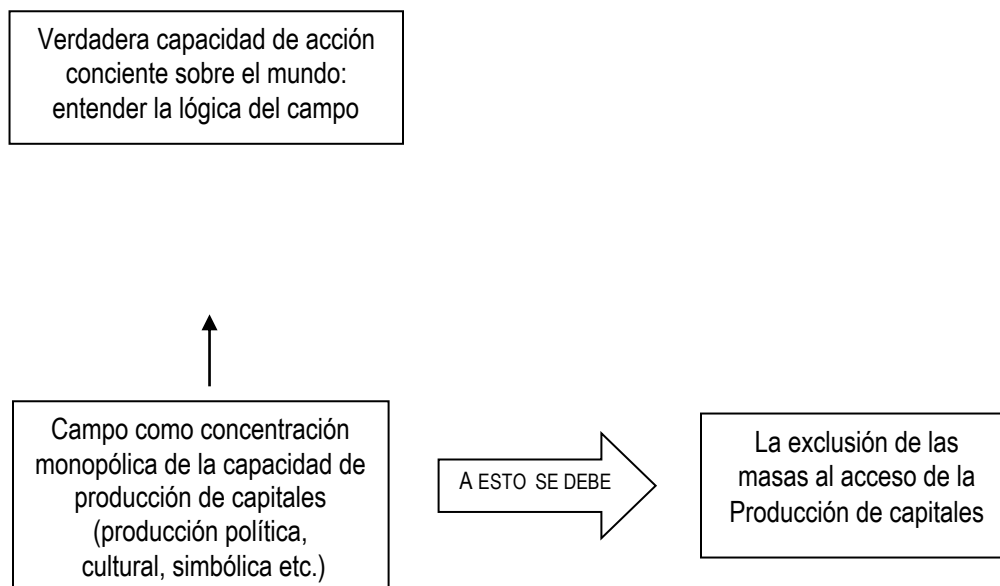 Verdadera capacidad de acción
conciente sobre el mundo:
entender la lógica del campo
Campo como concentración
monopólica de la capacidad de
producción de capitales
(producción política,
cultural, simbólica etc.)
A ESTO SE DEBE
La exclusión de las
masas al acceso de la
Producción de capitales